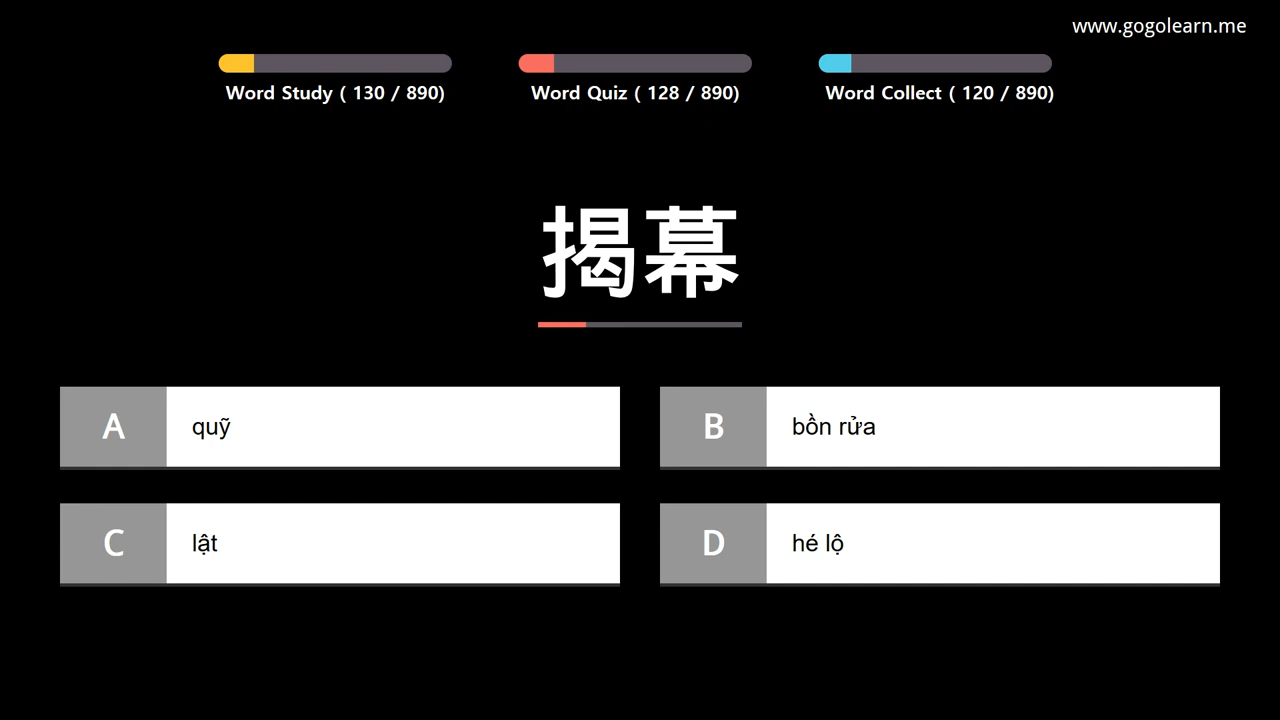 www.gogolearn.me
Word Study ( 130 / 890)
Word Quiz ( 128 / 890)
Word Collect ( 120 / 890)
揭幕
A quỹ
B bồn rửa
C lật
D hé lộ